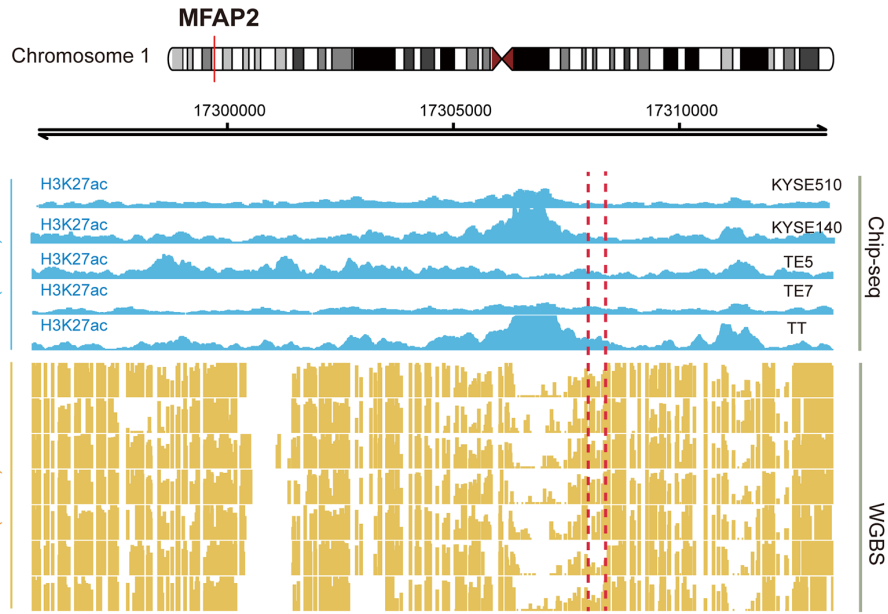 MFAP2
Chromosome 1
17300000 17305000 17310000
H3K27ac KYSE510
H3K27ac KYSE140
H3K27ac TE5
H3K27ac TE7
H3K27ac TT
Chip-seq
WGBS